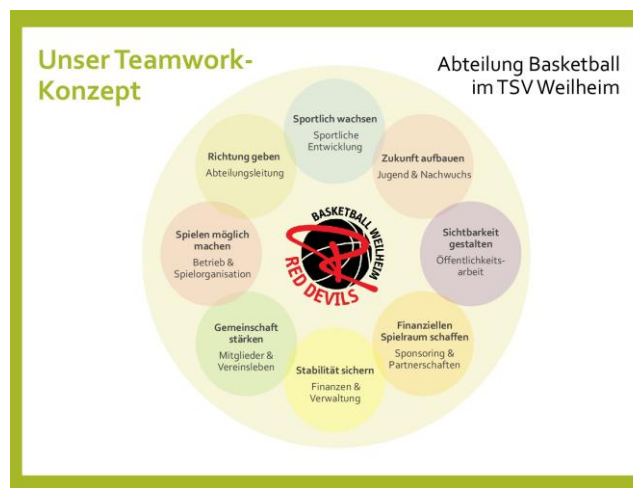 Unser Teamwork-
Konzept
Abteilung Basketball
im TSV Weilheim
Sportlich wachsen
Sportliche
Entwicklung
Zukunft aufbauen
Jugend & Nachwuchs
Sichtbarkeit
gestalten
Öffentlichkeits-
arbeit
Finanziellen
Spielraum schaffen
Sponsoring &
Partnerschaften
Stabilität sichern
Finanzen &
Verwaltung
Gemeinschaft
stärken
Mitglieder &
Vereinsleben
Spielen möglich
machen
Betrieb &
Spielorganisation
Richtung geben
Abteilungsleitung
BASKETBALL WEILHEIM
RED DEVILS